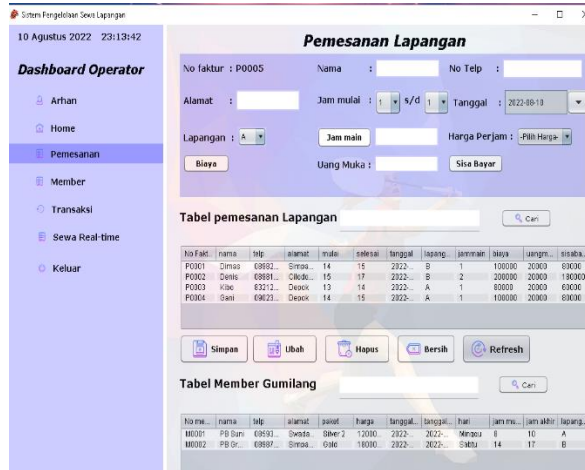 Sistem Pengelolaan Sewa Lapangan
10 Agustus 2022 23:13:42
Dashboard Operator
Arhan
Home
Pemesanan
Member
Transaksi
Sewa Real-time
Keluar
Pemesanan Lapangan
No faktur : P0005 Nama : No Telp :
Alamat : Jam mulai : 1 s/d 1 Tanggal : 2022-08-10
Lapangan : A Jam main Harga Perjam : -Pilih Harga-
Biaya Uang Muka : Sisa Bayar
Tabel pemesanan Lapangan Cari
No Fakt... nama telp alamat mulai selesai tanggal lapang... jammain biaya uangm... sisaba...
P0001 Dimas 08982... Simpa... 14 15 2022-... B 1 100000 20000 80000
P0002 Denis 08981... Ciledo... 15 17 2022-... B 2 200000 20000 180000
P0003 Kibo 83212... Depok 13 14 2022-... A 1 80000 20000 60000
P0004 Gani 09823... Depok 14 15 2022-... A 1 100000 20000 80000
Simpan Ubah Hapus Bersih Refresh
Tabel Member Gumilang Cari
No me... nama telp alamat paket harga tanggal... tanggal... hari jam mu... jam akhir lapang...
M0001 PB Suni 08593... Swada... Silver 2 12000... 2022-... 2022-... Minggu 8 10 A
M0002 PB Gr... 08987... Simpa... Gold 18000... 2022-... 2022-... Sabtu 14 17 B